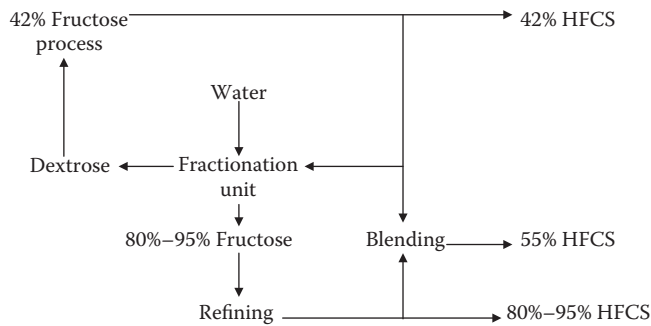 42% Fructose
process
42% HFCS
Water
Dextrose
Fractionation
unit
80%–95% Fructose
Blending
55% HFCS
Refining
80%–95% HFCS